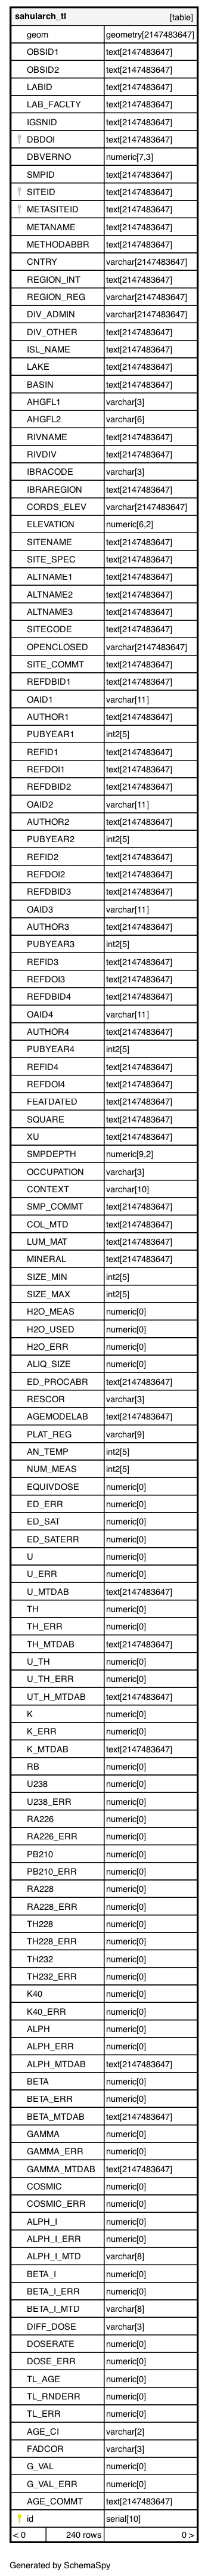 sahularch_tl [table]
geom geometry[2147483647]
OBSID1 text[2147483647]
OBSID2 text[2147483647]
LABID text[2147483647]
LAB_FACLTY text[2147483647]
IGSNID text[2147483647]
DBDOI text[2147483647]
DBVERNO numeric[7,3]
SMPID text[2147483647]
SITEID text[2147483647]
METASITEID text[2147483647]
METANAME text[2147483647]
METHODABBR text[2147483647]
CNTRY varchar[2147483647]
REGION_INT text[2147483647]
REGION_REG varchar[2147483647]
DIV_ADMIN varchar[2147483647]
DIV_OTHER text[2147483647]
ISL_NAME text[2147483647]
LAKE text[2147483647]
BASIN text[2147483647]
AHGFL1 varchar[3]
AHGFL2 varchar[6]
RIVNAME text[2147483647]
RIVDIV text[2147483647]
IBRACODE varchar[3]
IBRAREGION text[2147483647]
CORDS_ELEV varchar[2147483647]
ELEVATION numeric[6,2]
SITENAME text[2147483647]
SITE_SPEC text[2147483647]
ALTNAME1 text[2147483647]
ALTNAME2 text[2147483647]
ALTNAME3 text[2147483647]
SITECODE text[2147483647]
OPENCLOSED varchar[2147483647]
SITE_COMMT text[2147483647]
REFDBID1 text[2147483647]
OAID1 varchar[11]
AUTHOR1 text[2147483647]
PUBYEAR1 int2[5]
REFID1 text[2147483647]
REFDOI1 text[2147483647]
REFDBID2 text[2147483647]
OAID2 varchar[11]
AUTHOR2 text[2147483647]
PUBYEAR2 int2[5]
REFID2 text[2147483647]
REFDOI2 text[2147483647]
REFDBID3 text[2147483647]
OAID3 varchar[11]
AUTHOR3 text[2147483647]
PUBYEAR3 int2[5]
REFID3 text[2147483647]
REFDOI3 text[2147483647]
REFDBID4 text[2147483647]
OAID4 varchar[11]
AUTHOR4 text[2147483647]
PUBYEAR4 int2[5]
REFID4 text[2147483647]
REFDOI4 text[2147483647]
FEATDATED text[2147483647]
SQUARE text[2147483647]
XU text[2147483647]
SMPDEPTH numeric[9,2]
OCCUPATION varchar[3]
CONTEXT varchar[10]
SMP_COMMT text[2147483647]
COL_MTD text[2147483647]
LUM_MAT text[2147483647]
MINERAL text[2147483647]
SIZE_MIN int2[5]
SIZE_MAX int2[5]
H2O_MEAS numeric[0]
H2O_USED numeric[0]
H2O_ERR numeric[0]
ALIQ_SIZE numeric[0]
ED_PROCABR text[2147483647]
RESCOR varchar[3]
AGEMODELAB text[2147483647]
PLAT_REG varchar[9]
AN_TEMP int2[5]
NUM_MEAS int2[5]
EQUIVDOSE numeric[0]
ED_ERR numeric[0]
ED_SAT numeric[0]
ED_SATERR numeric[0]
U numeric[0]
U_ERR numeric[0]
U_MTDAB text[2147483647]
TH numeric[0]
TH_ERR numeric[0]
TH_MTDAB text[2147483647]
U_TH numeric[0]
U_TH_ERR numeric[0]
UT_H_MTDAB text[2147483647]
K numeric[0]
K_ERR numeric[0]
K_MTDAB text[2147483647]
RB numeric[0]
U238 numeric[0]
U238_ERR numeric[0]
RA226 numeric[0]
RA226_ERR numeric[0]
PB210 numeric[0]
PB210_ERR numeric[0]
RA228 numeric[0]
RA228_ERR numeric[0]
TH228 numeric[0]
TH228_ERR numeric[0]
TH232 numeric[0]
TH232_ERR numeric[0]
K40 numeric[0]
K40_ERR numeric[0]
ALPH numeric[0]
ALPH_ERR numeric[0]
ALPH_MTDAB text[2147483647]
BETA numeric[0]
BETA_ERR numeric[0]
BETA_MTDAB text[2147483647]
GAMMA numeric[0]
GAMMA_ERR numeric[0]
GAMMA_MTDAB text[2147483647]
COSMIC numeric[0]
COSMIC_ERR numeric[0]
ALPH_I numeric[0]
ALPH_I_ERR numeric[0]
ALPH_I_MTD varchar[8]
BETA_I numeric[0]
BETA_I_ERR numeric[0]
BETA_I_MTD varchar[8]
DIFF_DOSE varchar[3]
DOSERATE numeric[0]
DOSE_ERR numeric[0]
TL_AGE numeric[0]
TL_RNDERR numeric[0]
TL_ERR numeric[0]
AGE_CI varchar[2]
FADCOR varchar[3]
G_VAL numeric[0]
G_VAL_ERR numeric[0]
AGE_COMMT text[2147483647]
id serial[10]
< 0 240 rows 0 >
Generated by SchemaSpy